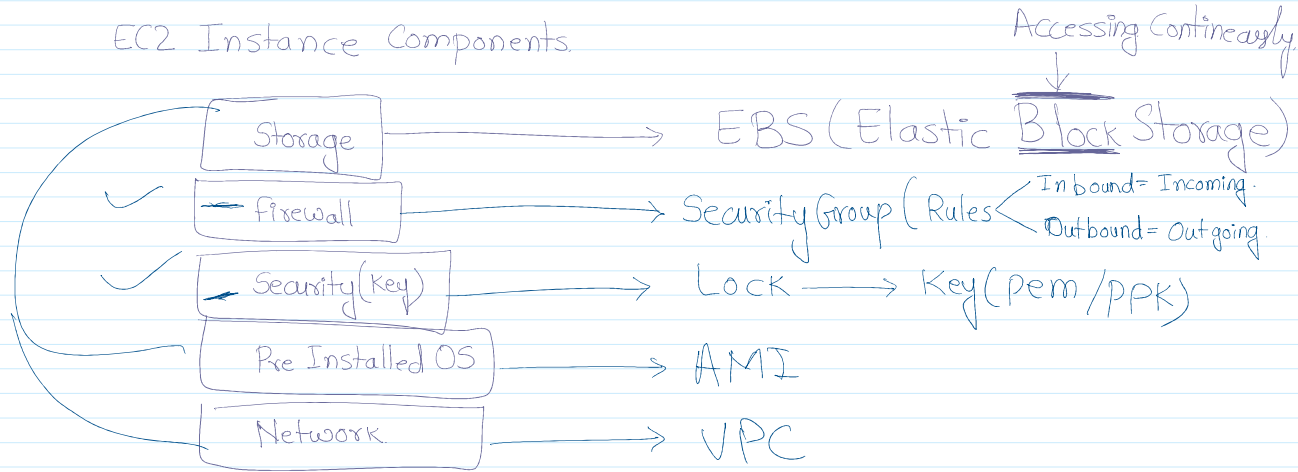 EC2 Instance Components.
Accessing Contineously.
Storage → EBS (Elastic Block Storage)
Firewall → Security Group (Rules
Inbound = Incoming.
Outbound = Outgoing.
Security (Key) → Lock → Key (pem/PPK)
Pre Installed OS → AMI
Network. → VPC